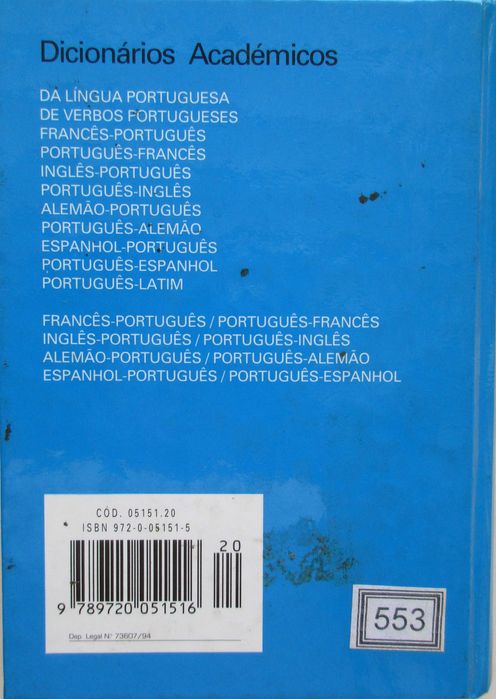 Dicionários Académicos
DA LÍNGUA PORTUGUESA
DE VERBOS PORTUGUESES
FRANCÊS-PORTUGUÊS
PORTUGUÊS-FRANCÊS
INGLÊS-PORTUGUÊS
PORTUGUÊS-INGLÊS
ALEMÃO-PORTUGUÊS
PORTUGUÊS-ALEMÃO
ESPANHOL-PORTUGUÊS
PORTUGUÊS-ESPANHOL
PORTUGUÊS-LATIM
FRANCÊS-PORTUGUÊS / PORTUGUÊS-FRANCÊS
INGLÊS-PORTUGUÊS / PORTUGUÊS-INGLÊS
ALEMÃO-PORTUGUÊS / PORTUGUÊS-ALEMÃO
ESPANHOL-PORTUGUÊS / PORTUGUÊS-ESPANHOL
CÓD. 05151.20
ISBN 972-0-05151-5
20
9 789720 051516
Dep. Legal N.º 73607/94
553